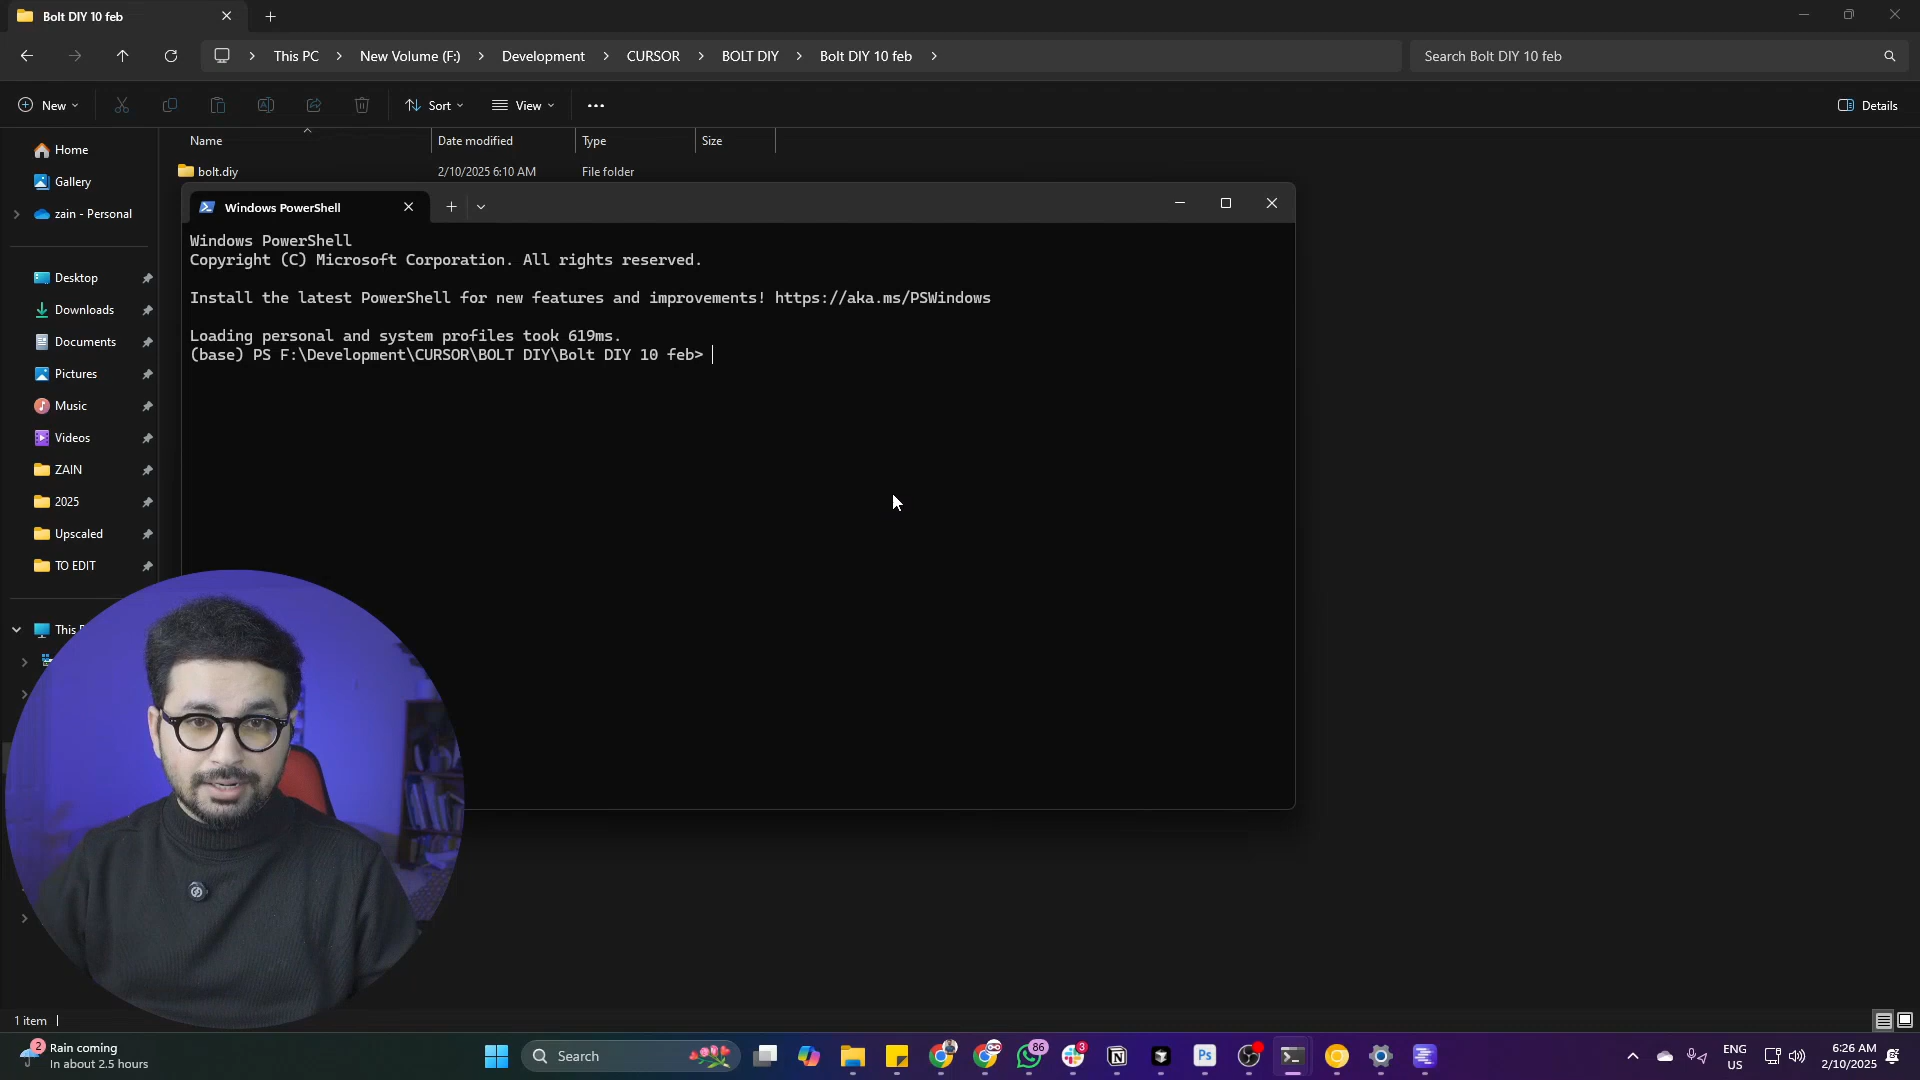 Bolt DIY 10 feb
This PC > New Volume (F:) > Development > CURSOR > BOLT DIY > Bolt DIY 10 feb >
Search Bolt DIY 10 feb
New
Sort
View
Details
Name
Date modified
Type
Size
bolt.diy
2/10/2025 6:10 AM
File folder
Home
Gallery
zain - Personal
Desktop
Downloads
Documents
Pictures
Music
Videos
ZAIN
2025
Upscaled
TO EDIT
This
Windows PowerShell
Windows PowerShell
Copyright (C) Microsoft Corporation. All rights reserved.
Install the latest PowerShell for new features and improvements! https://aka.ms/PSWindows
Loading personal and system profiles took 619ms.
(base) PS F:\Development\CURSOR\BOLT DIY\Bolt DIY 10 feb>
1 item
2
Rain coming
In about 2.5 hours
Search
86
3
Ps
ENG
US
6:26 AM
2/10/2025